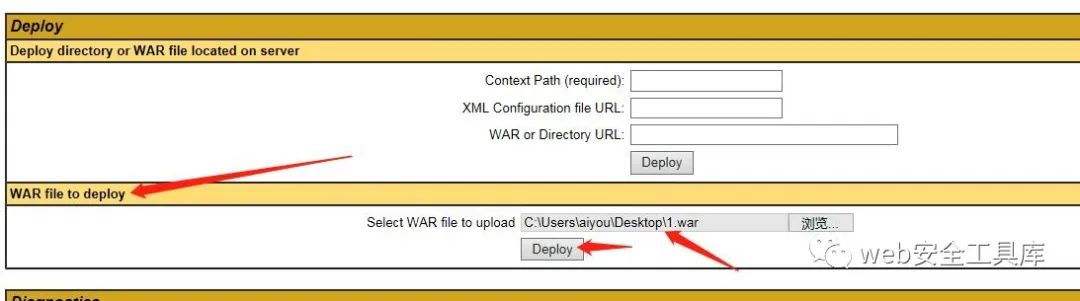 Deploy
Deploy directory or WAR file located on server
Context Path (required):
XML Configuration file URL:
WAR or Directory URL:
Deploy
WAR file to deploy
Select WAR file to upload C:\Users\aiyou\Desktop\1.war 浏览...
Deploy
web安全工具库
Diagnostics